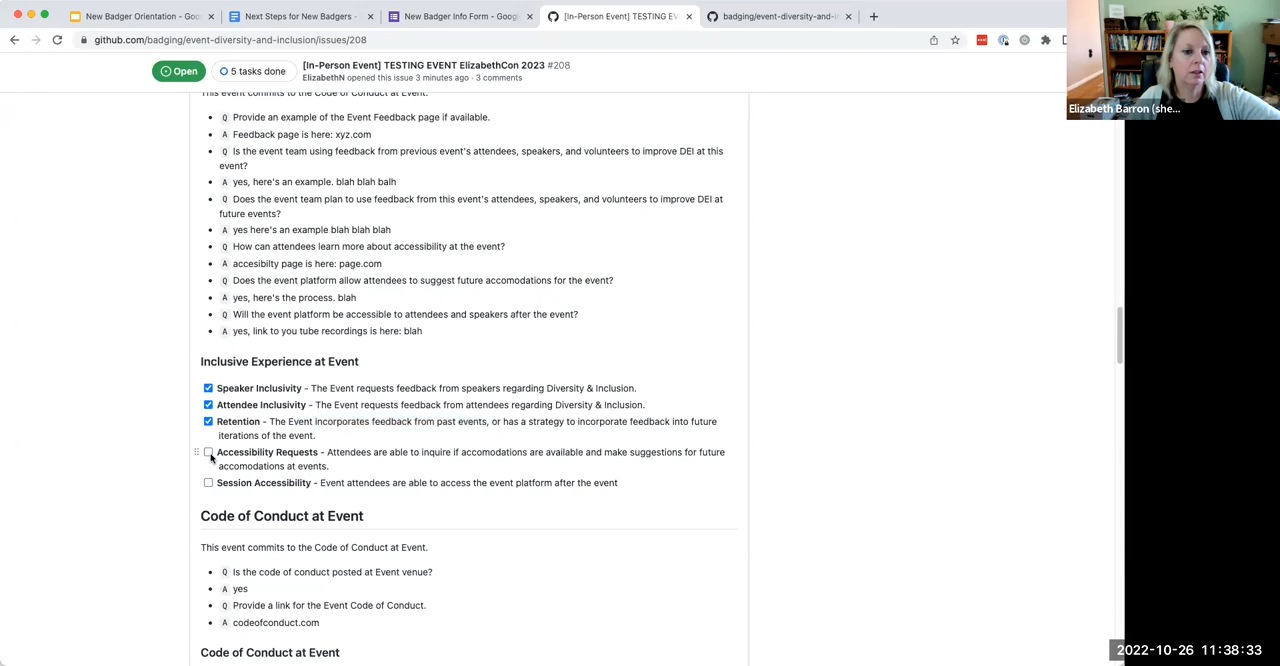 New Badger Orientation - Goo
Next Steps for New Badgers -
New Badger Info Form - Googl
[In-Person Event] TESTING EV
badging/event-diversity-and-i
github.com/badging/event-diversity-and-inclusion/issues/208
Open
5 tasks done
[In-Person Event] TESTING EVENT ElizabethCon 2023 #208
ElizabethN opened this issue 3 minutes ago · 3 comments
Elizabeth Barron (she...
This event commits to the Code of Conduct at Event.
Q Provide an example of the Event Feedback page if available.
A Feedback page is here: xyz.com
Q Is the event team using feedback from previous event's attendees, speakers, and volunteers to improve DEI at this
event?
A yes, here's an example. blah blah balh
Q Does the event team plan to use feedback from this event's attendees, speakers, and volunteers to improve DEI at
future events?
A yes here's an example blah blah blah
Q How can attendees learn more about accessibility at the event?
A accesibilty page is here: page.com
Q Does the event platform allow attendees to suggest future accomodations for the event?
A yes, here's the process. blah
Q Will the event platform be accessible to attendees and speakers after the event?
A yes, link to you tube recordings is here: blah
Inclusive Experience at Event
Speaker Inclusivity - The Event requests feedback from speakers regarding Diversity & Inclusion.
Attendee Inclusivity - The Event requests feedback from attendees regarding Diversity & Inclusion.
Retention - The Event incorporates feedback from past events, or has a strategy to incorporate feedback into future
iterations of the event.
Accessibility Requests - Attendees are able to inquire if accomodations are available and make suggestions for future
accomodations at events.
Session Accessibility - Event attendees are able to access the event platform after the event
Code of Conduct at Event
This event commits to the Code of Conduct at Event.
Q Is the code of conduct posted at Event venue?
A yes
Q Provide a link for the Event Code of Conduct.
A codeofconduct.com
Code of Conduct at Event
2022-10-26 11:38:33